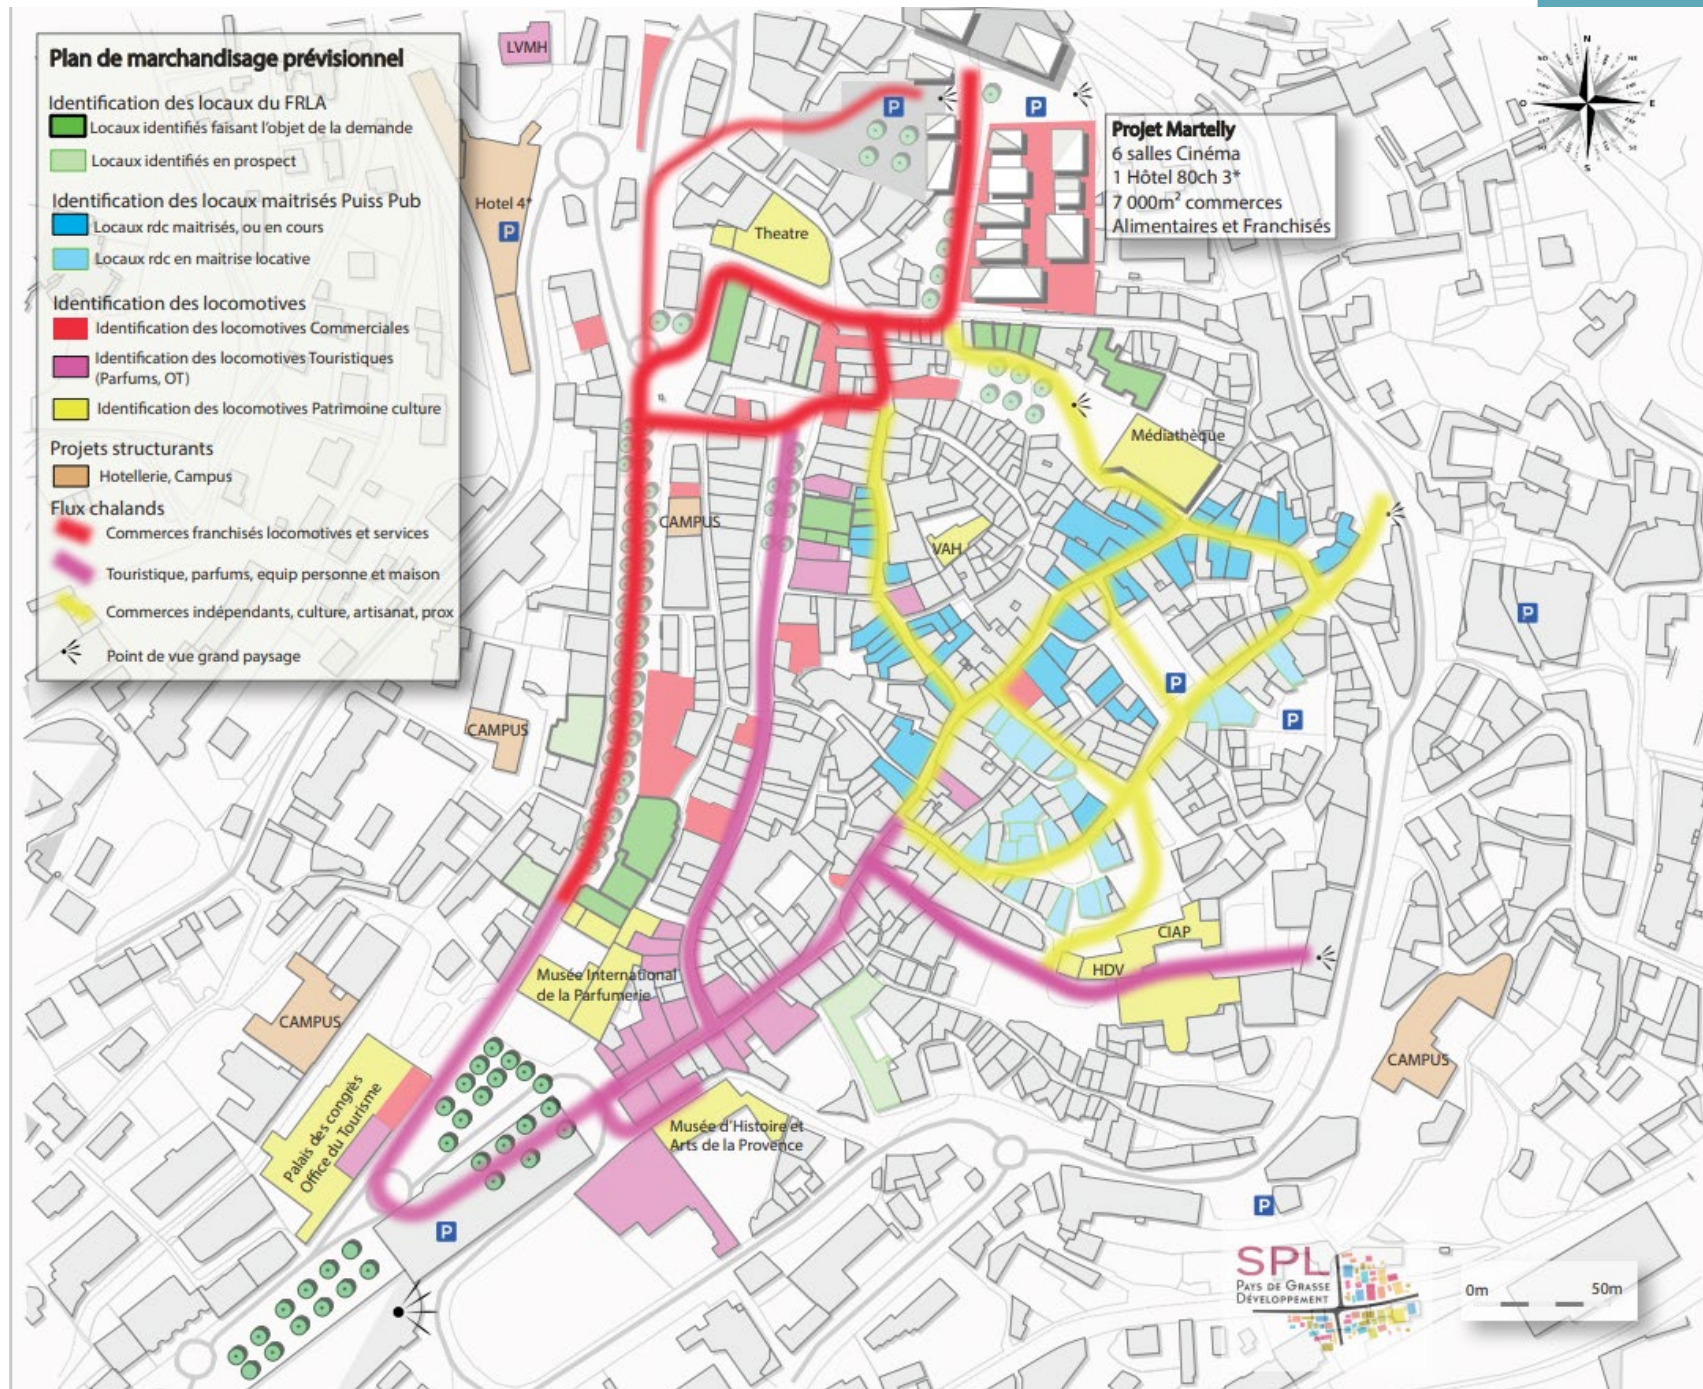 Plan de marchandisage prévisionnel
Identification des locaux du FRLA
Locaux identifiés faisant l'objet de la demande
Locaux identifiés en prospect
Identification des locaux maitrisés Puiss Pub
Locaux rdc maitrisés, ou en cours
Locaux rdc en maitrise locative
Identification des locomotives
Identification des locomotives Commerciales
Identification des locomotives Touristiques
(Parfums, OT)
Identification des locomotives Patrimoine culture
Projets structurants
Hotellerie, Campus
Flux chalands
Commerces franchisés locomotives et services
Touristique, parfums, equip personne et maison
Commerces indépendants, culture, artisanat, prox
Point de vue grand paysage
LVMH
Hotel 4*
P
P
P
Projet Martelly
6 salles Cinéma
1 Hôtel 80ch 3*
7 000m² commerces
Alimentaires et Franchisés
N
O
E
S
Theatre
Médiathèque
CAMPUS
VAH
P
P
P
CAMPUS
CIAP
HDV
Musée International
de la Parfumerie
CAMPUS
CAMPUS
Palais des congrès
Office du Tourisme
Musée d'Histoire et
Arts de la Provence
P
P
SPL
PAYS DE GRASSE
DÉVELOPPEMENT
0m
50m